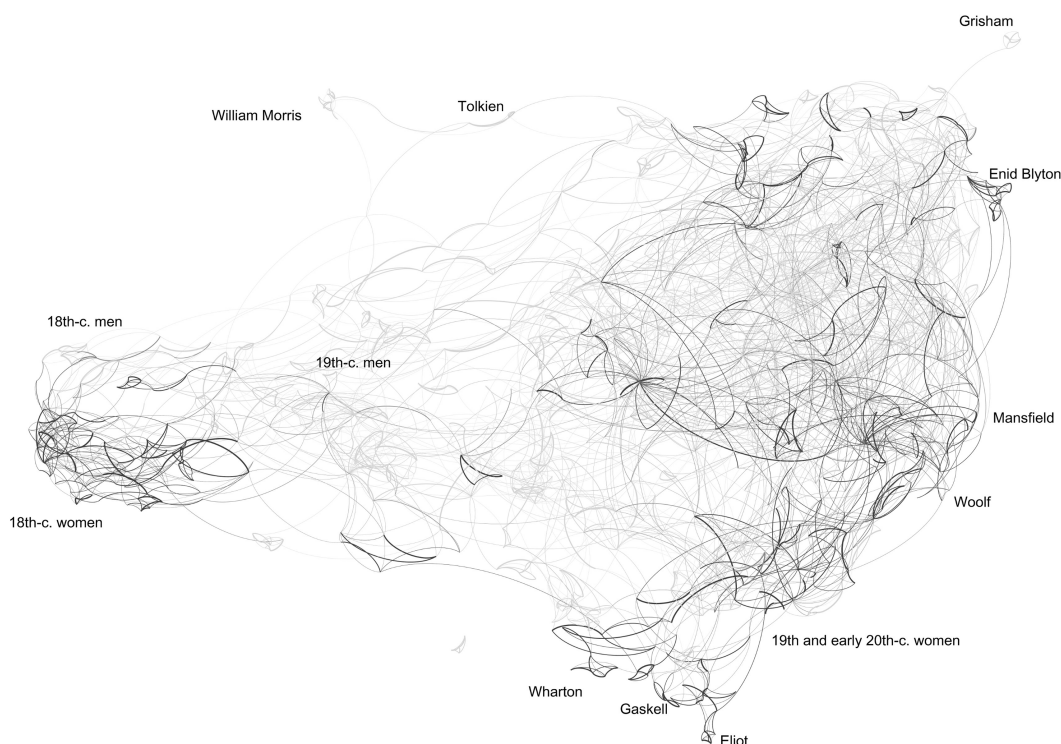 Grisham
William Morris
Tolkien
Enid Blyton
18th-c. men
19th-c. men
Mansfield
Woolf
18th-c. women
19th and early 20th-c. women
Wharton
Gaskell
Eliot